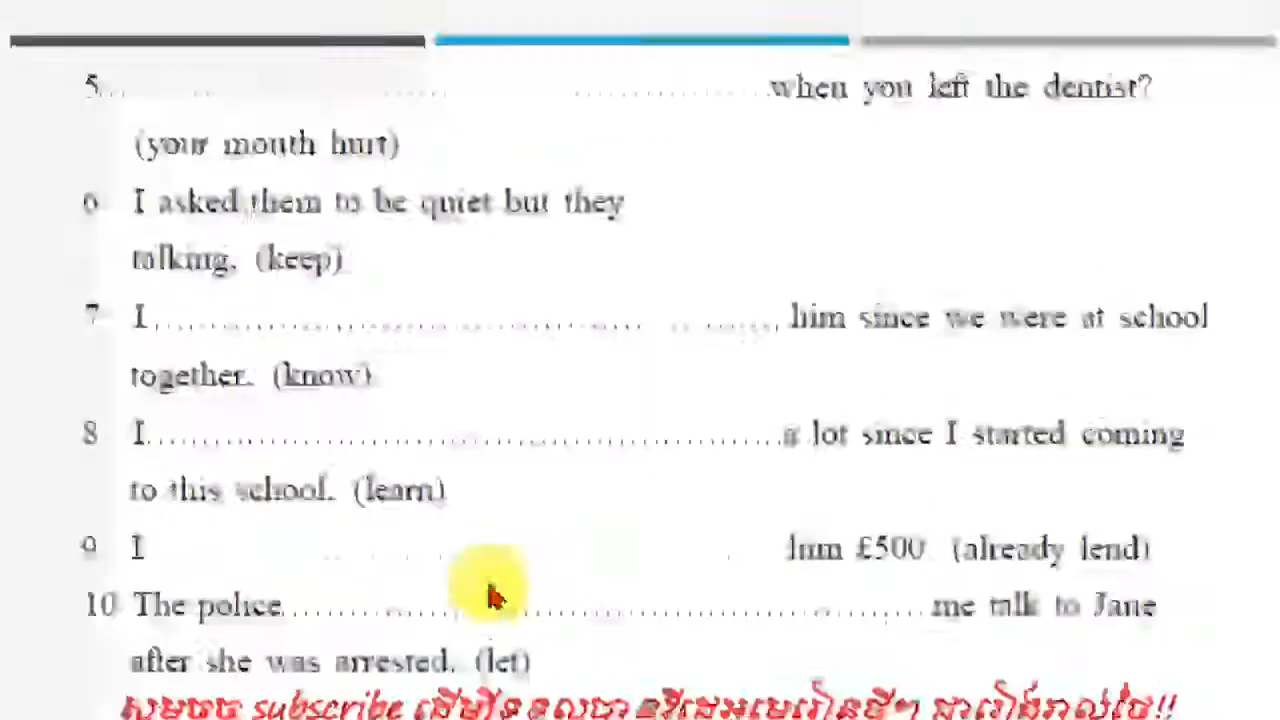 5.......................................when you left the dentist?
(your mouth hurt)
6 I asked them to be quiet but they
talking. (keep)
7 I....................................... him since we were at school
together. (know)
8 I.......................................a lot since I started coming
to this school. (learn)
9 I him £500 (already lend)
10 The police....................................... me talk to Jane
after she was arrested. (let)
subscribe